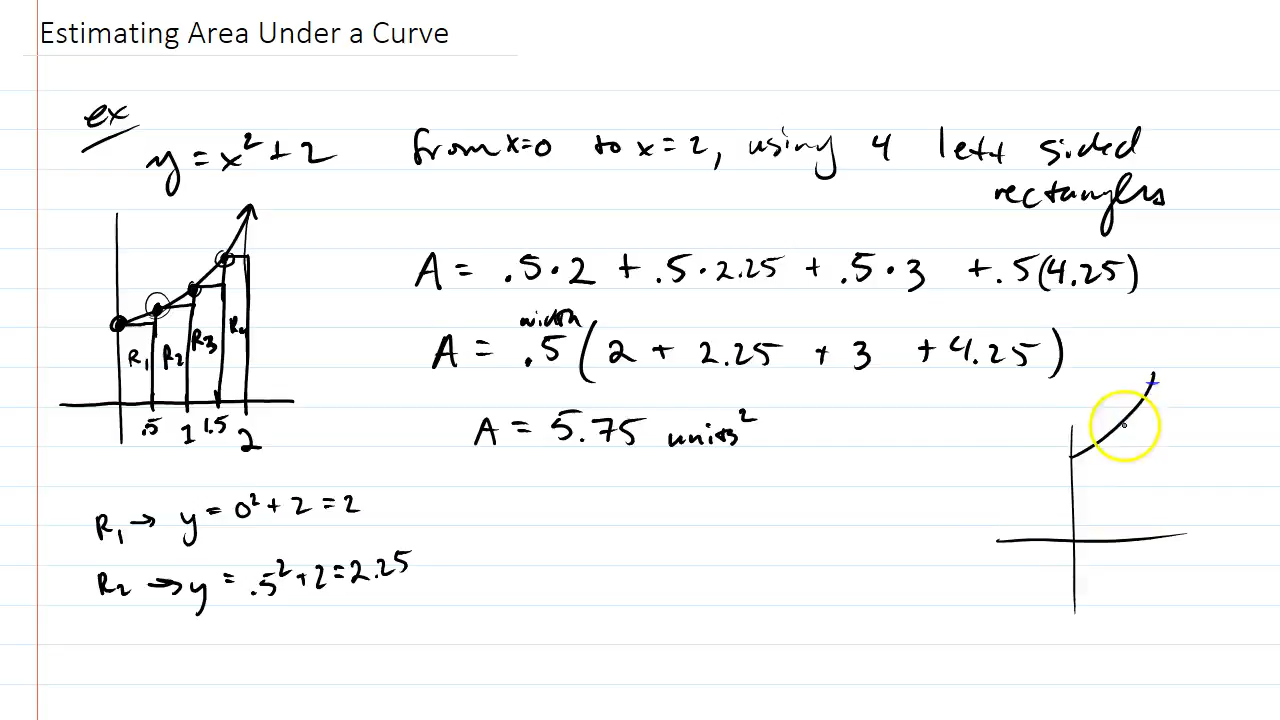 Estimating Area Under a Curve
ex
y = x² + 2 from x=0 to x = 2, using 4 left sided
rectangles
A = .5 · 2 + .5 · 2.25 + .5 · 3 + .5(4.25)
width
A = .5 ( 2 + 2.25 + 3 + 4.25 )
A = 5.75 units²
R₁ R₂ R₃ R₄
.5 1 1.5 2
R₁ → y = 0² + 2 = 2
R₂ → y = .5² + 2 = 2.25